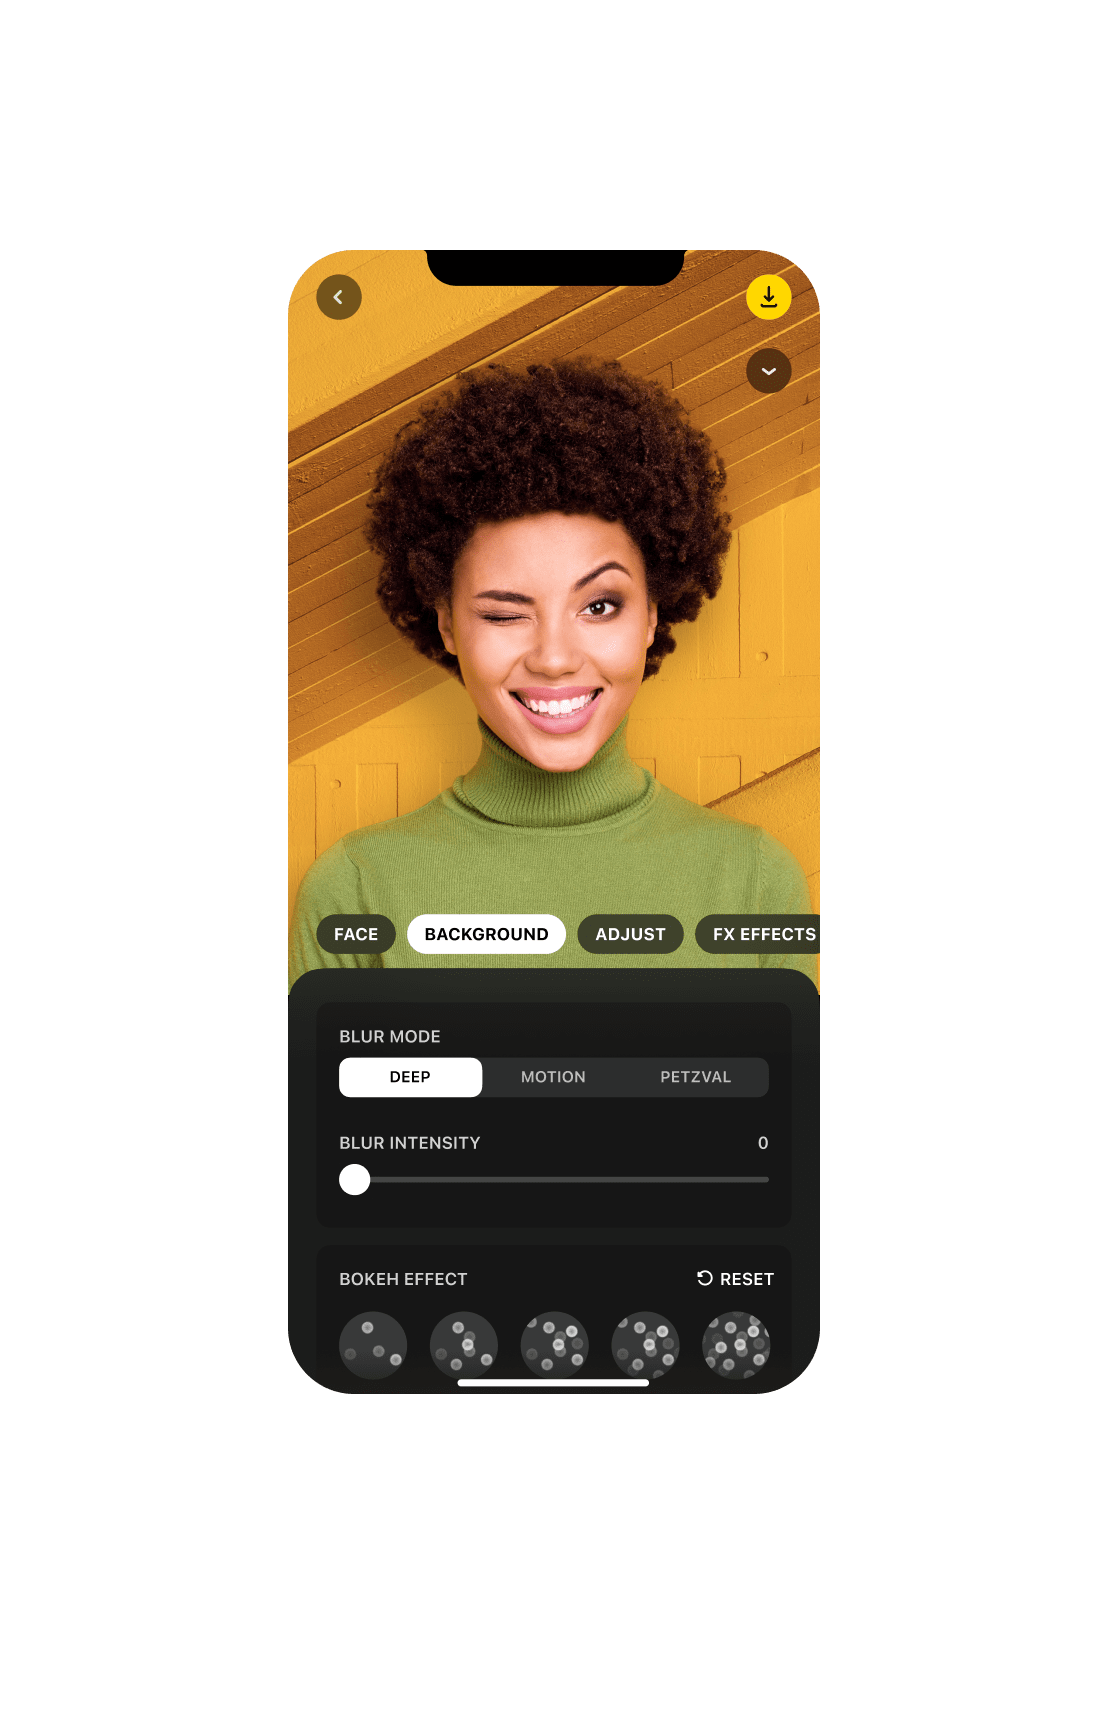 FACE BACKGROUND ADJUST FX EFFECTS
BLUR MODE
DEEP MOTION PETZVAL
BLUR INTENSITY 0
BOKEH EFFECT RESET